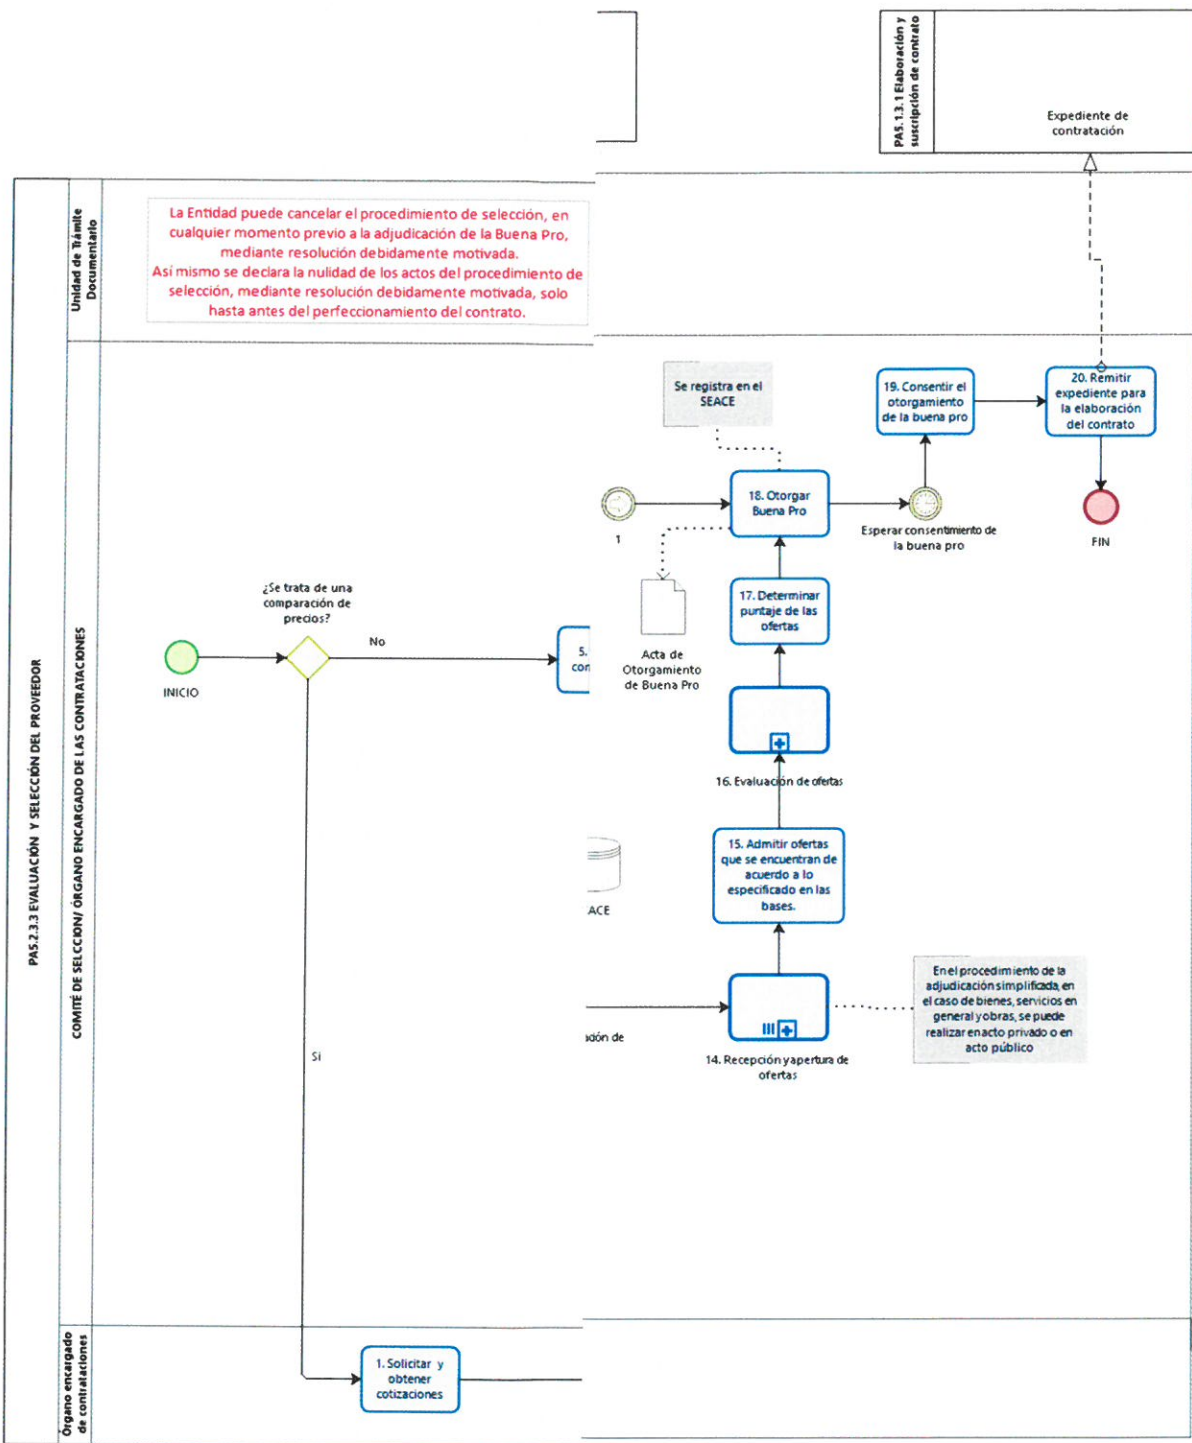 PA5.1.3.1 Elaboración y
suscripción de contrato
Expediente de
contratación
PA5.2.3.3 EVALUACIÓN Y SELECCIÓN DEL PROVEEDOR
Unidad de Trámite
Documentario
La Entidad puede cancelar el procedimiento de selección, en
cualquier momento previo a la adjudicación de la Buena Pro,
mediante resolución debidamente motivada.
Así mismo se declara la nulidad de los actos del procedimiento de
selección, mediante resolución debidamente motivada, solo
hasta antes del perfeccionamiento del contrato.
COMITÉ DE SELCCION/ ÓRGANO ENCARGADO DE LAS CONTRATACIONES
Se registra en el
SEACE
19. Consentir el
otorgamiento
de la buena pro
20. Remitir
expediente para
la elaboración
del contrato
1
18. Otorgar
Buena Pro
Esperar consentimiento de
la buena pro
FIN
¿Se trata de una
comparación de
precios?
INICIO
No
5.
con
Acta de
Otorgamiento
de Buena Pro
17. Determinar
puntaje de las
ofertas
16. Evaluación de ofertas
15. Admitir ofertas
que se encuentran de
acuerdo a lo
especificado en las
bases.
ACE
En el procedimiento de la
adjudicación simplificada, en
el caso de bienes, servicios en
general y obras, se puede
realizar en acto privado o en
acto público
ación de
14. Recepción y apertura de
ofertas
Si
Órgano encargado
de contrataciones
1. Solicitar y
obtener
cotizaciones